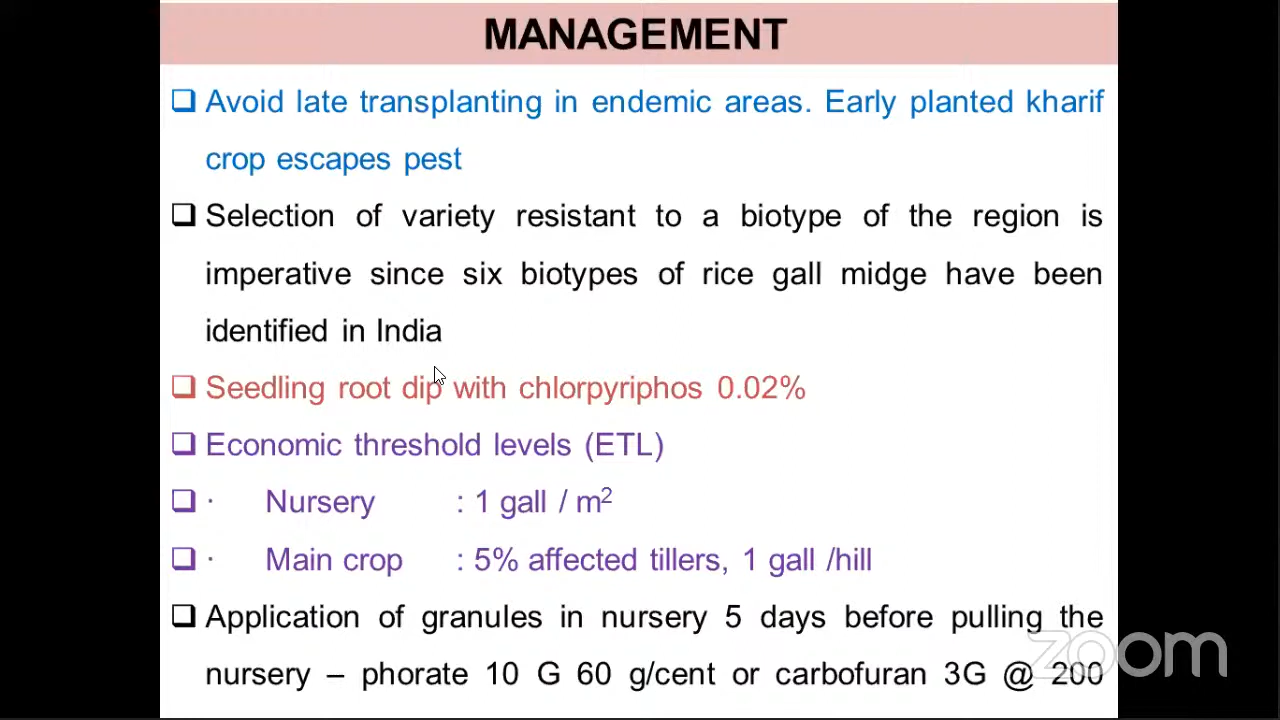 MANAGEMENT
❑ Avoid late transplanting in endemic areas. Early planted kharif
crop escapes pest
❑ Selection of variety resistant to a biotype of the region is
imperative since six biotypes of rice gall midge have been
identified in India
❑ Seedling root dip with chlorpyriphos 0.02%
❑ Economic threshold levels (ETL)
❑ · Nursery : 1 gall / m²
❑ · Main crop : 5% affected tillers, 1 gall /hill
❑ Application of granules in nursery 5 days before pulling the
nursery – phorate 10 G 60 g/cent or carbofuran 3G @ 200
zoom